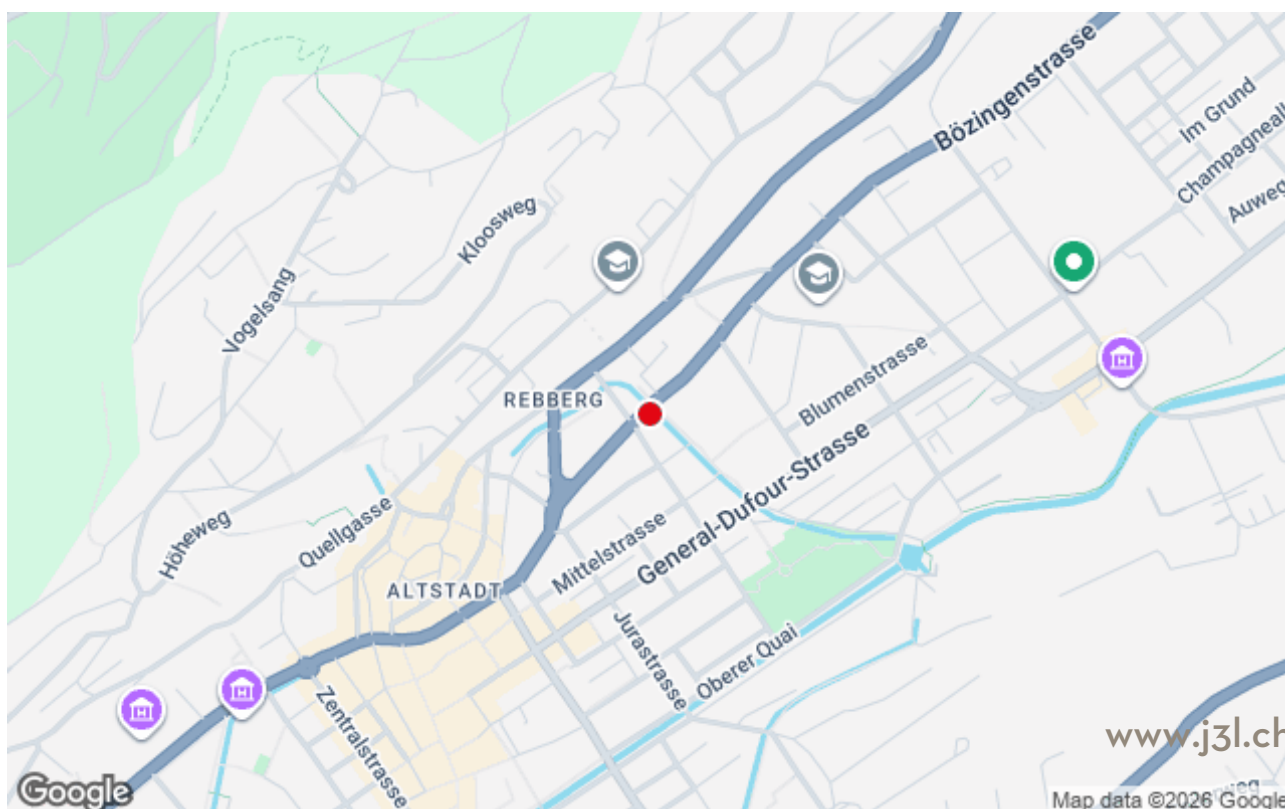 Bözingenstrasse
Im Grund
Champagneall
Auweg
Kloosweg
Vogelsang
Blumenstrasse
REBBERG
General-Dufour-Strasse
Höheweg
Quellgasse
Mittelstrasse
ALTSTADT
Jurastrasse
Oberer Quai
Zentralstrasse
www.j3l.ch
Google
Map data ©2026 Google